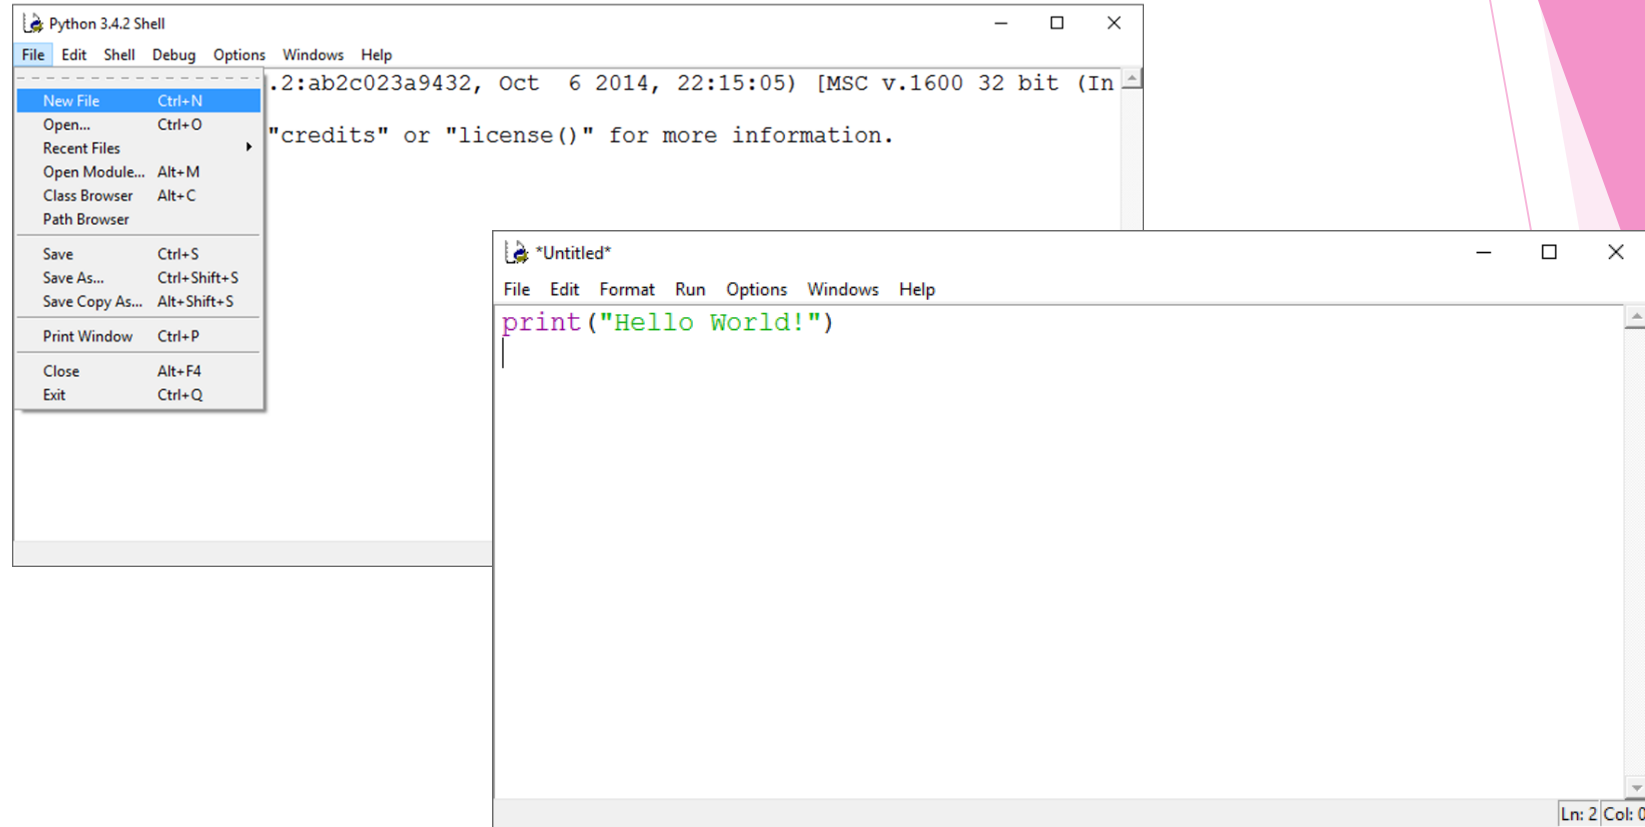 Python 3.4.2 Shell
File Edit Shell Debug Options Windows Help
.2:ab2c023a9432, Oct  6 2014, 22:15:05) [MSC v.1600 32 bit (In
"credits" or "license()" for more information.
New File Ctrl+N
Open... Ctrl+O
Recent Files
Open Module... Alt+M
Class Browser Alt+C
Path Browser
Save Ctrl+S
Save As... Ctrl+Shift+S
Save Copy As... Alt+Shift+S
Print Window Ctrl+P
Close Alt+F4
Exit Ctrl+Q
*Untitled*
File Edit Format Run Options Windows Help
print("Hello World!")
Ln: 2 Col: 0